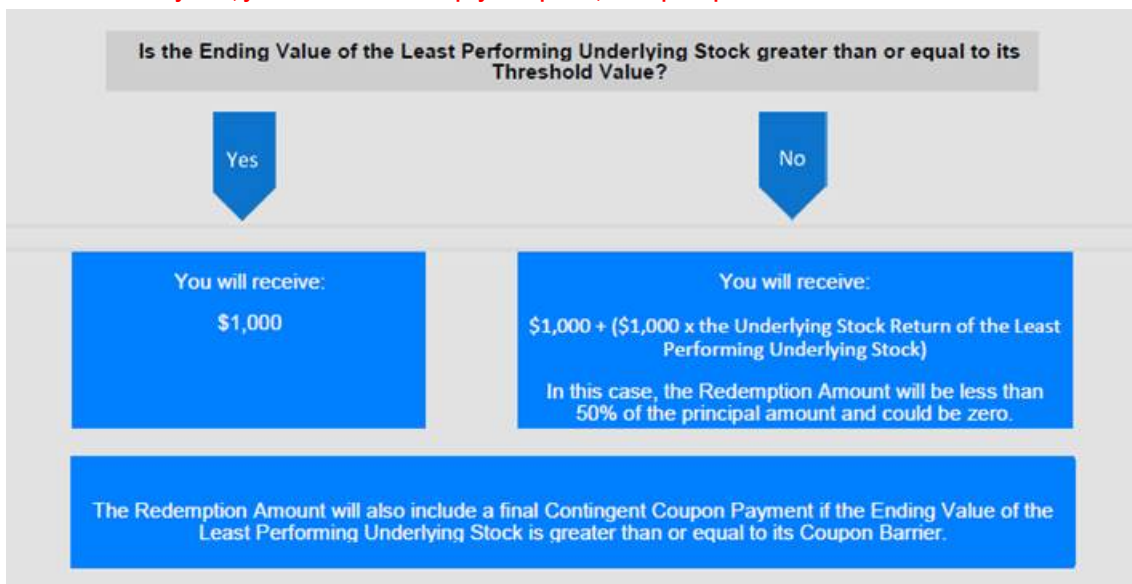 Is the Ending Value of the Least Performing Underlying Stock greater than or equal to its
Threshold Value?
Yes
No
You will receive:
$1,000
You will receive:
$1,000 + ($1,000 x the Underlying Stock Return of the Least
Performing Underlying Stock)
In this case, the Redemption Amount will be less than
50% of the principal amount and could be zero.
The Redemption Amount will also include a final Contingent Coupon Payment if the Ending Value of the
Least Performing Underlying Stock is greater than or equal to its Coupon Barrier.